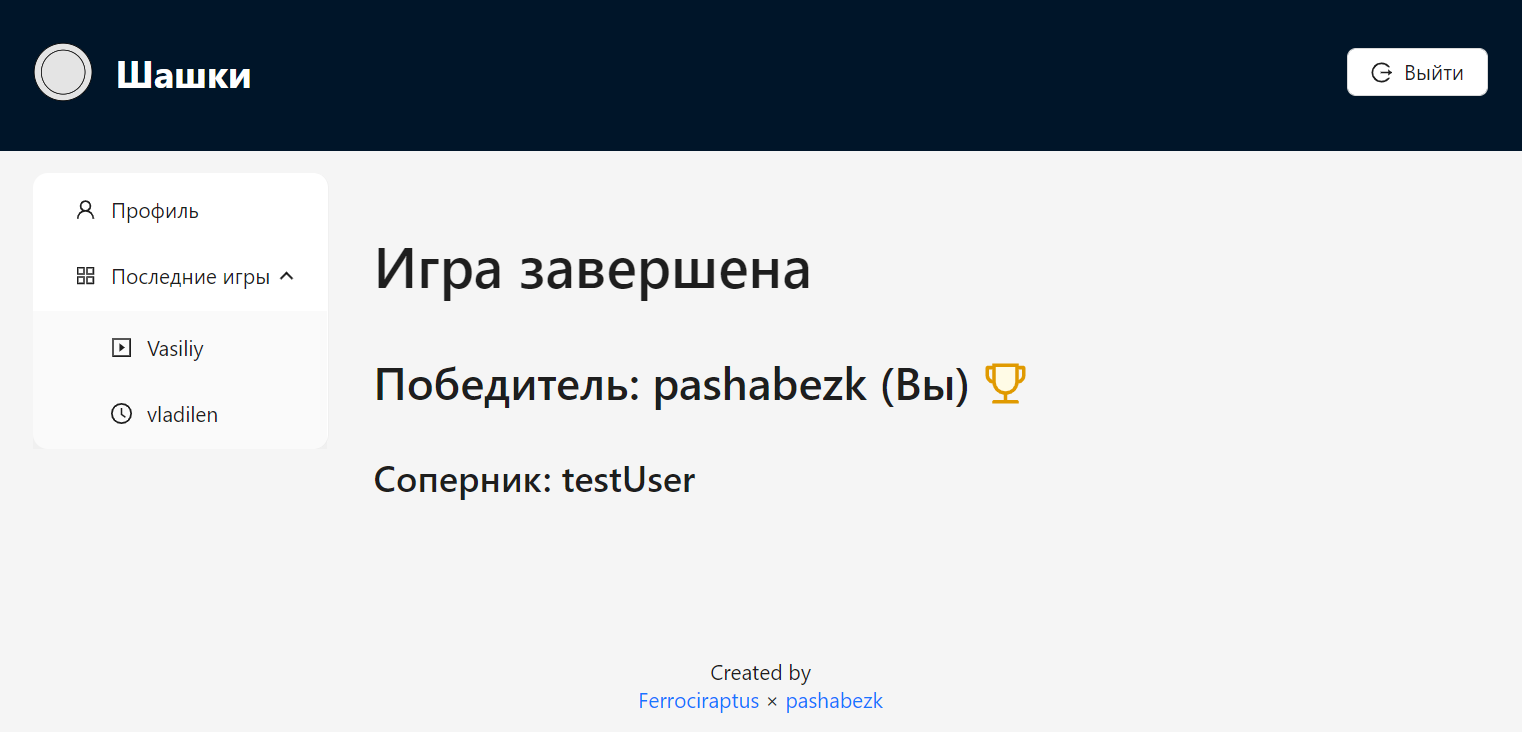 Шашки
Выйти
Профиль
Последние игры
Vasiliy
vladilen
Игра завершена
Победитель: pashabezk (Вы)
Соперник: testUser
Created by
Ferrociraptus × pashabezk